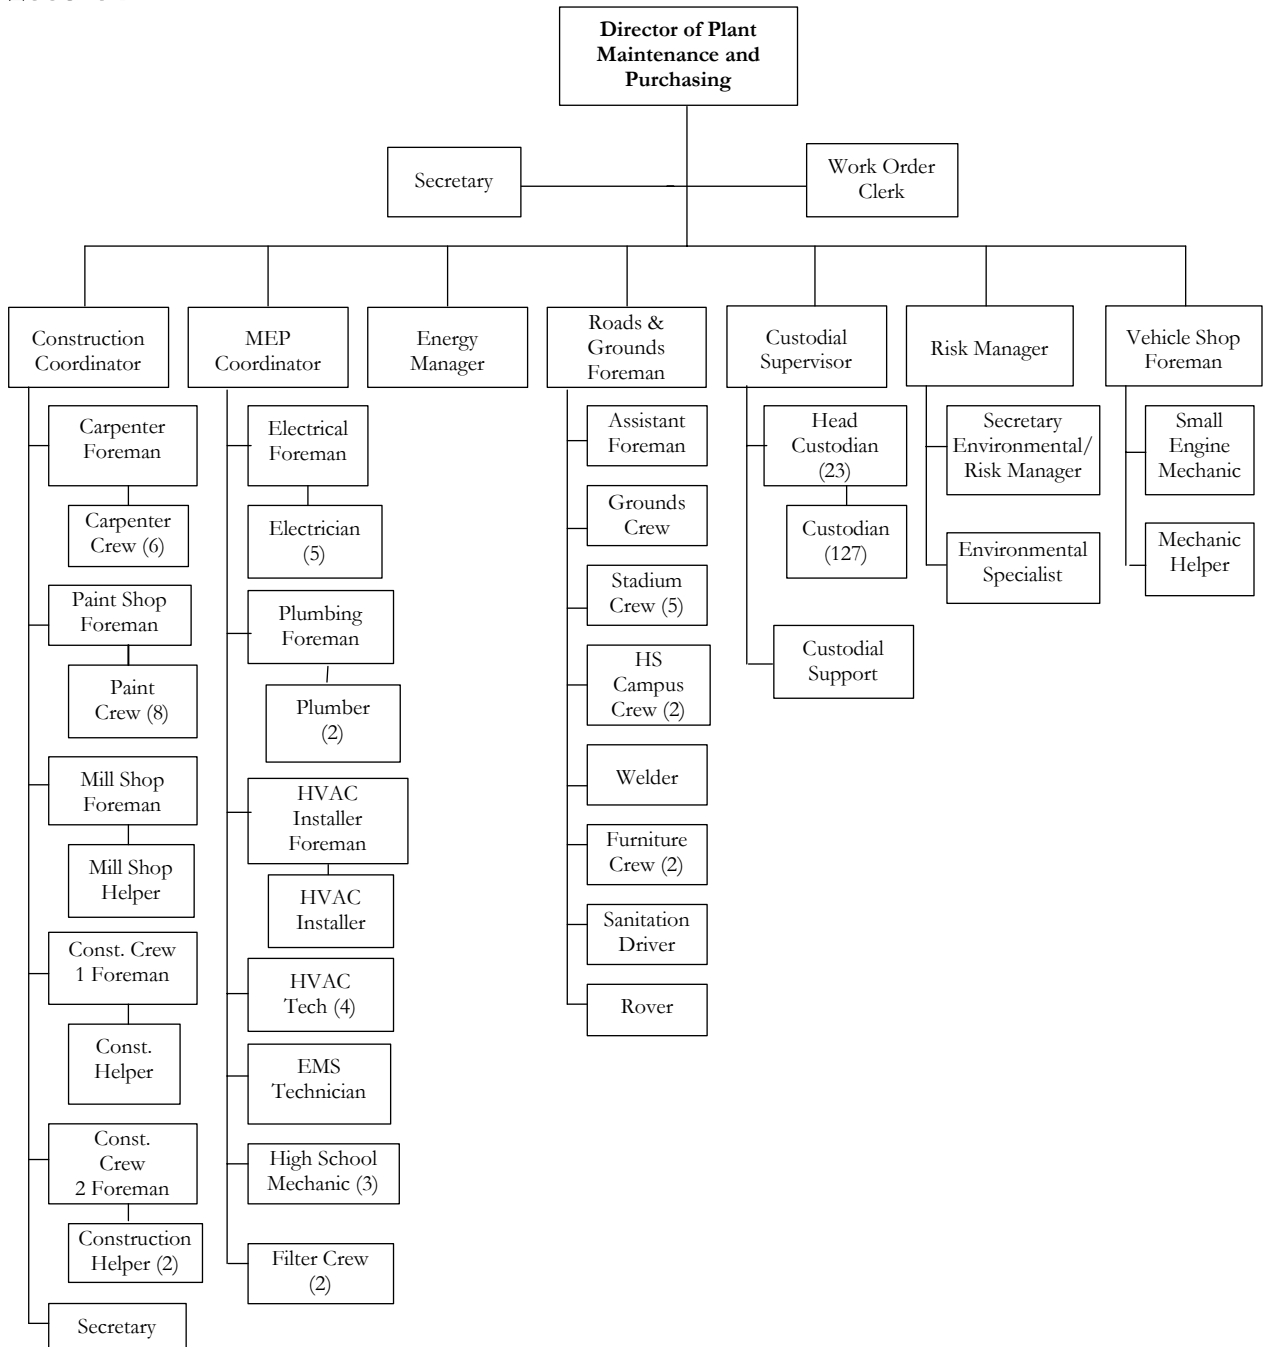 Director of Plant
Maintenance and
Purchasing
Secretary
Work Order
Clerk
Construction
Coordinator
MEP
Coordinator
Energy
Manager
Roads &
Grounds
Foreman
Custodial
Supervisor
Risk Manager
Vehicle Shop
Foreman
Carpenter
Foreman
Carpenter
Crew (6)
Paint Shop
Foreman
Paint
Crew (8)
Mill Shop
Foreman
Mill Shop
Helper
Const. Crew
1 Foreman
Const.
Helper
Const.
Crew
2 Foreman
Construction
Helper (2)
Secretary
Electrical
Foreman
Electrician
(5)
Plumbing
Foreman
Plumber
(2)
HVAC
Installer
Foreman
HVAC
Installer
HVAC
Tech (4)
EMS
Technician
High School
Mechanic (3)
Filter Crew
(2)
Assistant
Foreman
Grounds
Crew
Stadium
Crew (5)
HS
Campus
Crew (2)
Welder
Furniture
Crew (2)
Sanitation
Driver
Rover
Head
Custodian
(23)
Custodian
(127)
Custodial
Support
Secretary
Environmental/
Risk Manager
Environmental
Specialist
Small
Engine
Mechanic
Mechanic
Helper